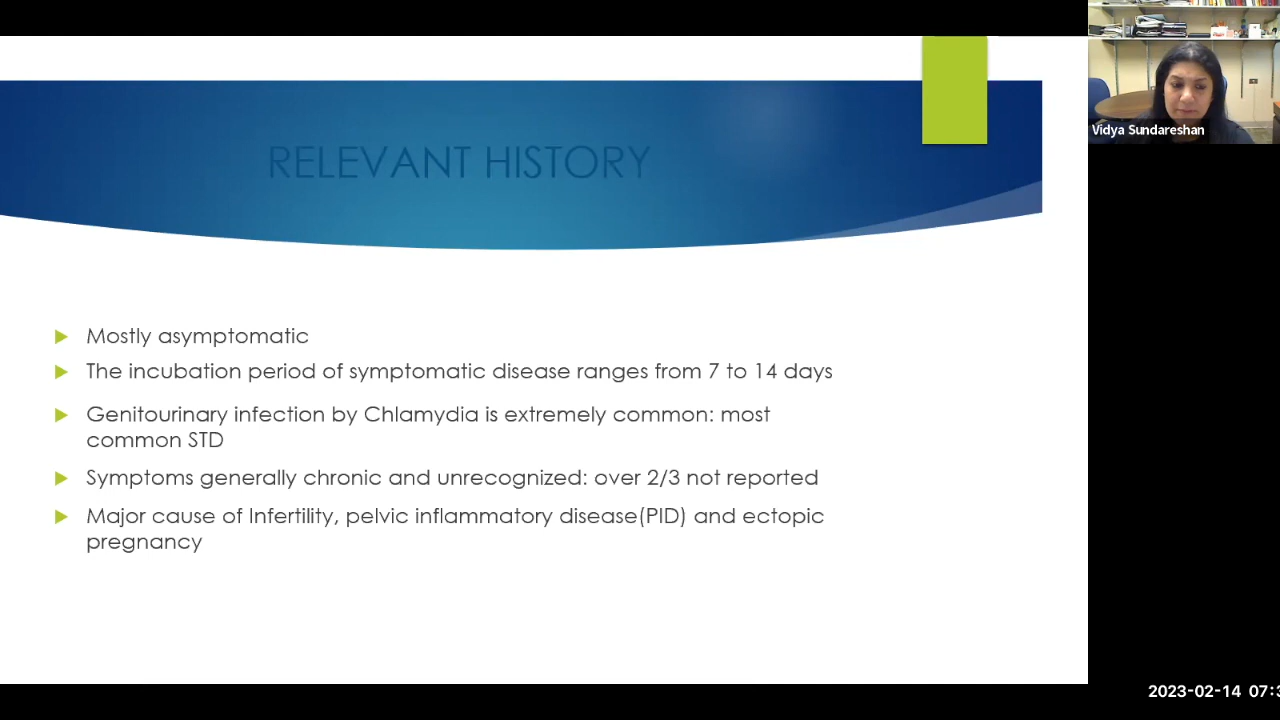 RELEVANT HISTORY
Mostly asymptomatic
The incubation period of symptomatic disease ranges from 7 to 14 days
Genitourinary infection by Chlamydia is extremely common: most
common STD
Symptoms generally chronic and unrecognized: over 2/3 not reported
Major cause of Infertility, pelvic inflammatory disease(PID) and ectopic
pregnancy
Vidya Sundareshan
2023-02-14 07:3